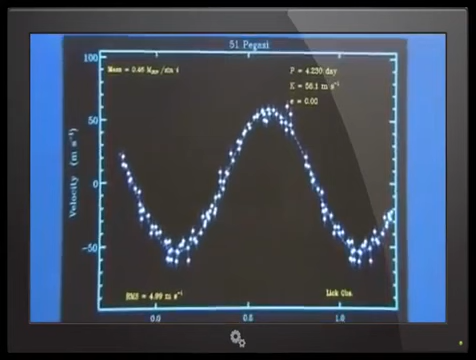 51 Pegasi
Mass = 0.46 M_JUP /sin i
P = 4.230 day
K = 56.1 m s⁻¹
e = 0.00
100
50
0
-50
Velocity (m s⁻¹)
RMS = 4.99 m s⁻¹
Lick Obs.
0.0 0.5 1.0